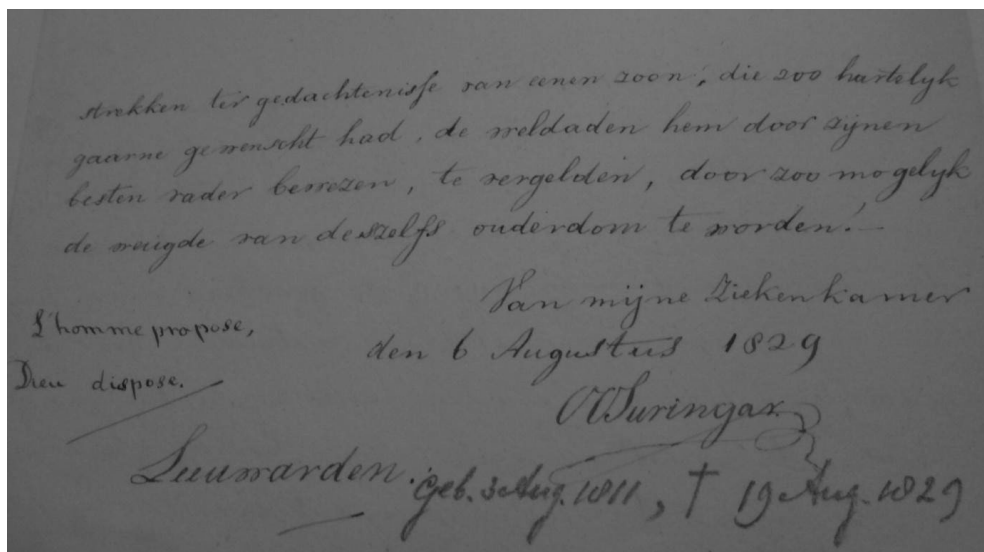 strekken ter gedachtenisse van eenen zoon, die zoo hartelyk
gaarne gewenscht had, de weldaden hem door zijnen
besten vader bewezen, te vergelden, door zoo mogelyk
de vreugde van deszelfs ouderdom te worden!
Van mijne Ziekenkamer
L'homme propose,
den 6 Augustus 1829
Dieu dispose.
Suringar.
Leeuwarden.
Geb. 3 Aug. 1811, † 19 Aug. 1829